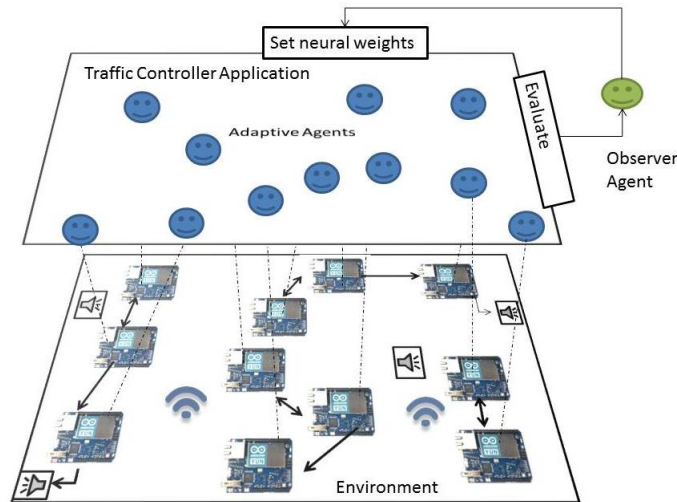 Set neural weights
Traffic Controller Application
Evaluate
Adaptive Agents
Observer
Agent
Environment